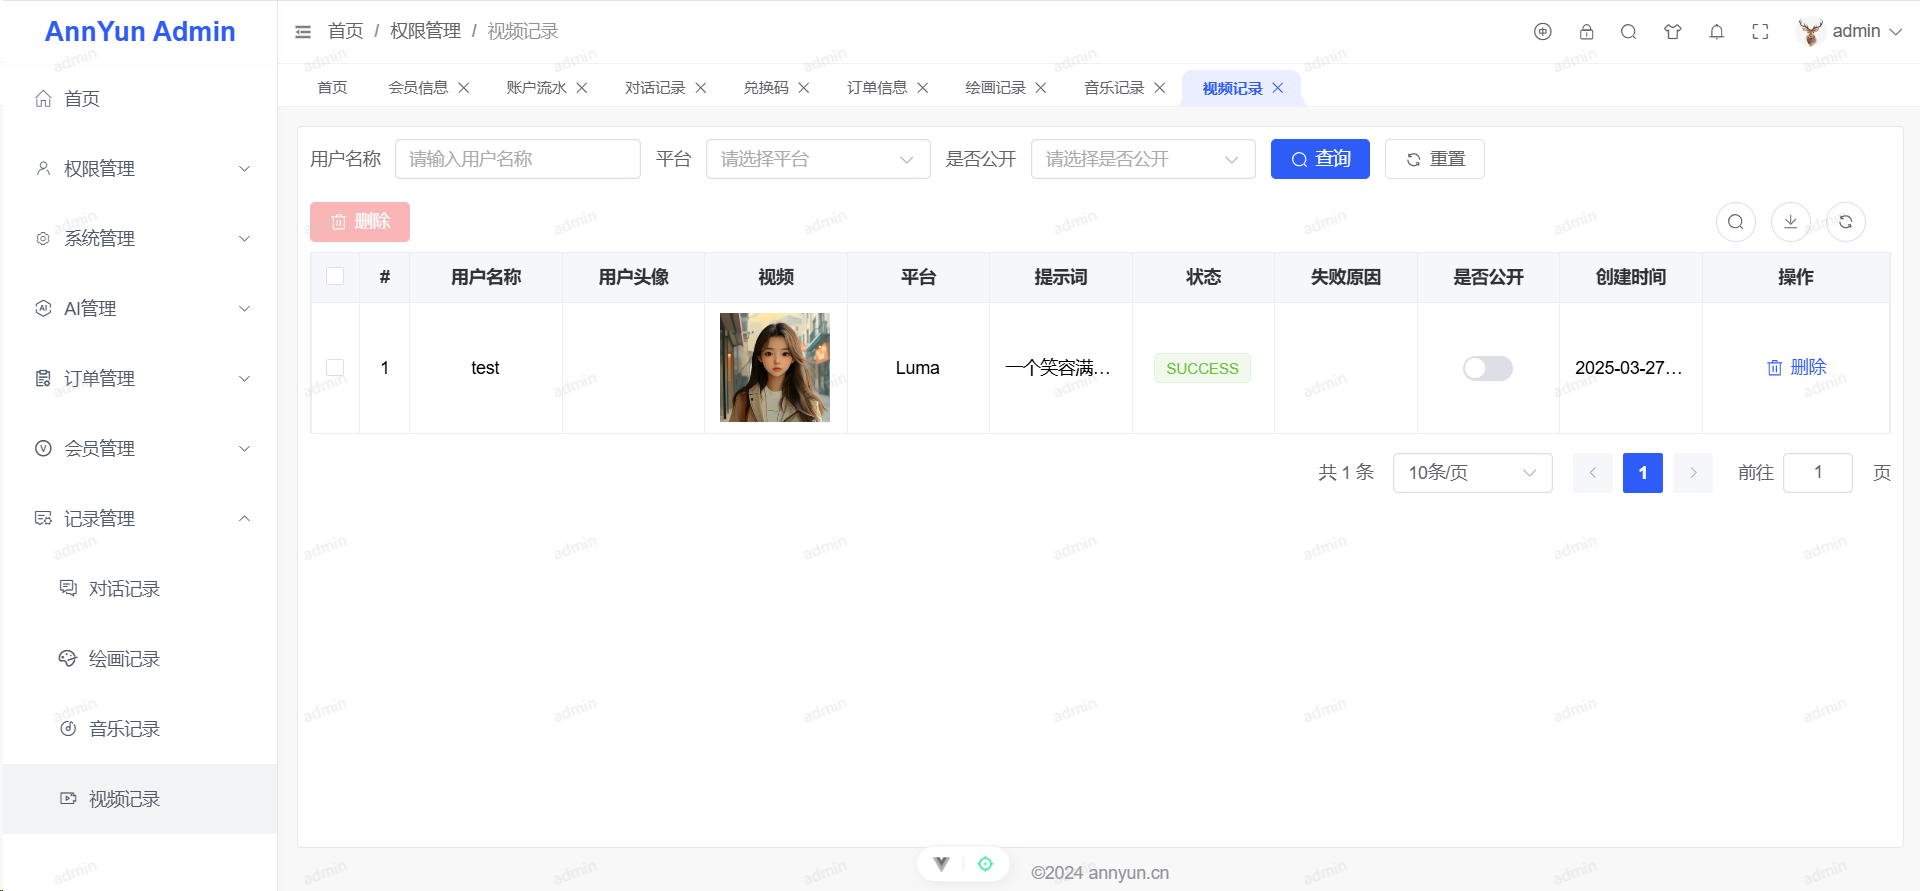 AnnYun Admin
首页
权限管理
系统管理
AI管理
订单管理
会员管理
记录管理
对话记录
绘画记录
音乐记录
视频记录
首页 / 权限管理 / 视频记录
admin
首页 会员信息 账户流水 对话记录 兑换码 订单信息 绘画记录 音乐记录 视频记录
用户名称 请输入用户名称 平台 请选择平台 是否公开 请选择是否公开 查询 重置
删除
# 用户名称 用户头像 视频 平台 提示词 状态 失败原因 是否公开 创建时间 操作
1 test Luma 一个笑容满... SUCCESS 2025-03-27... 删除
共 1 条 10条/页 1 前往 1 页
©2024 annyun.cn